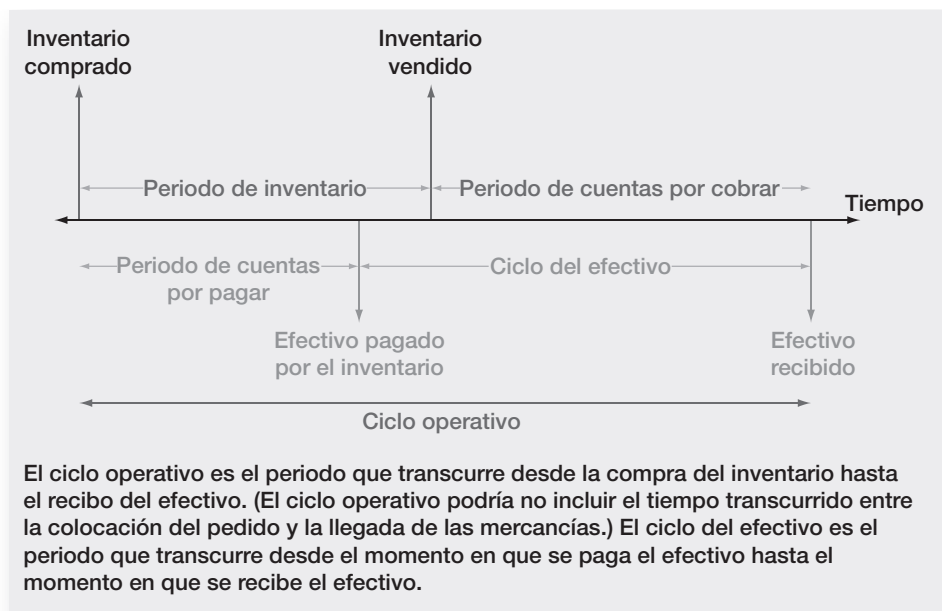 Inventario
comprado
Inventario
vendido
Periodo de inventario
Periodo de cuentas por cobrar
Tiempo
Periodo de cuentas
por pagar
Ciclo del efectivo
Efectivo pagado
por el inventario
Efectivo
recibido
Ciclo operativo
El ciclo operativo es el periodo que transcurre desde la compra del inventario hasta
el recibo del efectivo. (El ciclo operativo podría no incluir el tiempo transcurrido entre
la colocación del pedido y la llegada de las mercancías.) El ciclo del efectivo es el
periodo que transcurre desde el momento en que se paga el efectivo hasta el
momento en que se recibe el efectivo.